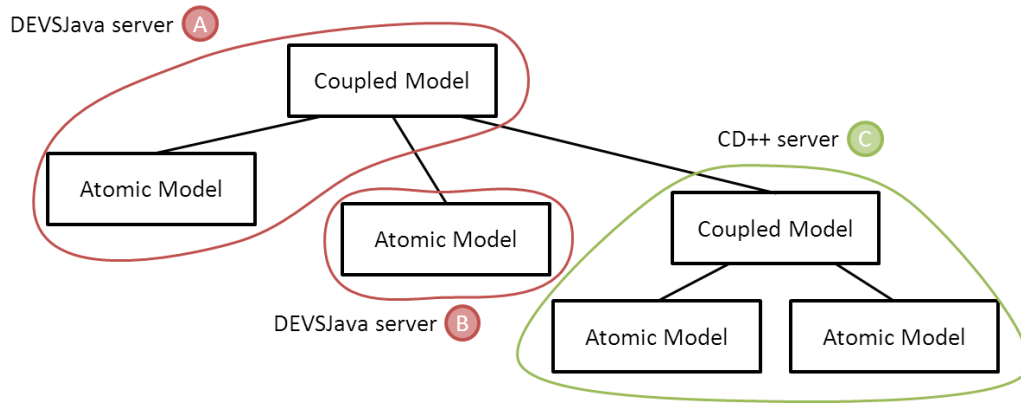 DEVSJava server A
Coupled Model
CD++ server C
Atomic Model
Atomic Model
Coupled Model
DEVSJava server B
Atomic Model
Atomic Model